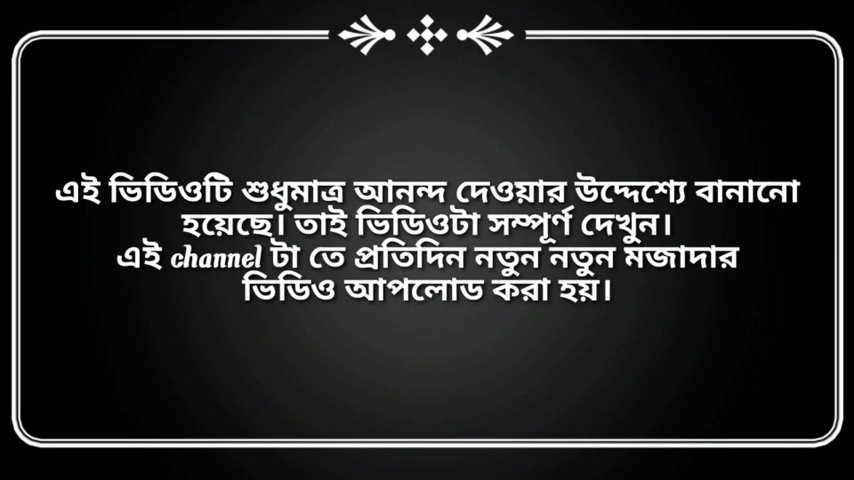 এই ভিডিওটি শুধুমাত্র আনন্দ দেওয়ার উদ্দেশ্যে বানানো
হয়েছে। তাই ভিডিওটা সম্পূর্ণ দেখুন।
এই channel টা তে প্রতিদিন নতুন নতুন মজাদার
ভিডিও আপলোড করা হয়।